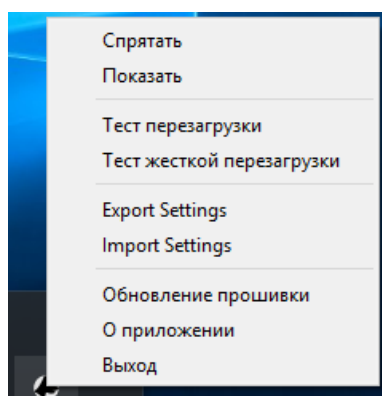 Спрятать
Показать
Тест перезагрузки
Тест жесткой перезагрузки
Export Settings
Import Settings
Обновление прошивки
О приложении
Выход